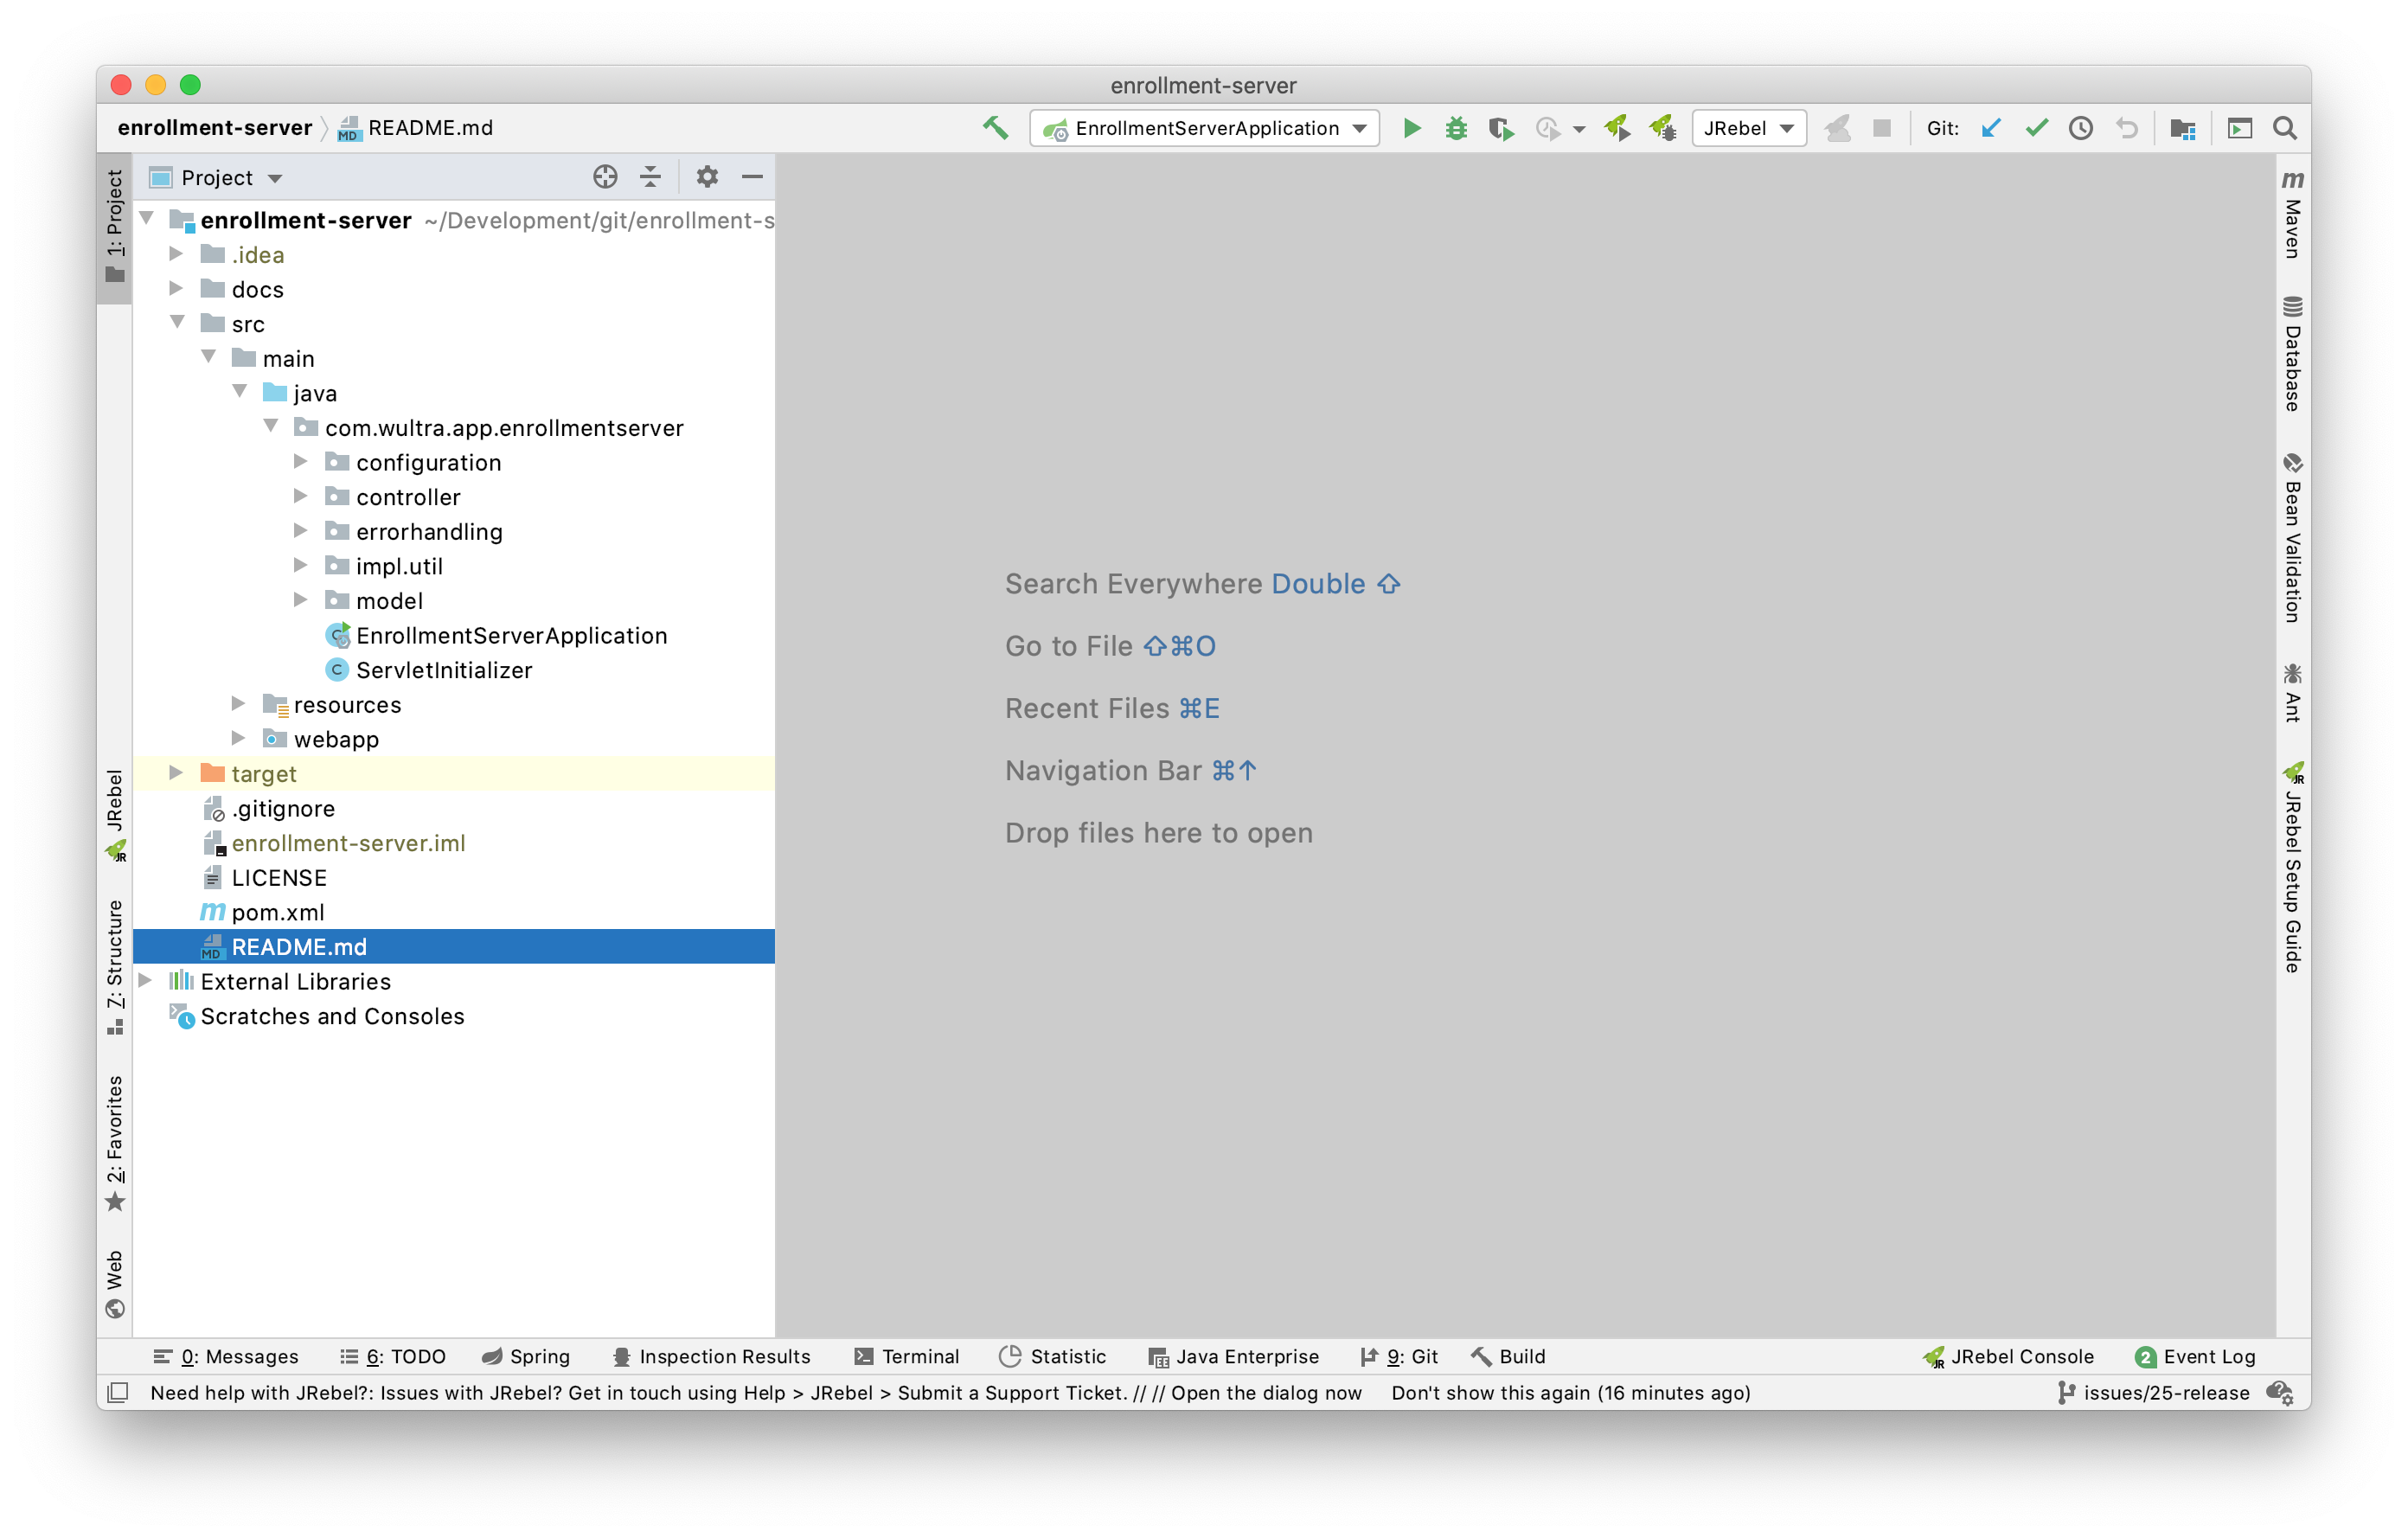 enrollment-server
enrollment-server README.md
EnrollmentServerApplication
JRebel
Git:
1: Project
JRebel
7: Structure
2: Favorites
Web
Project
enrollment-server ~/Development/git/enrollment-s
.idea
docs
src
main
java
com.wultra.app.enrollmentserver
configuration
controller
errorhandling
impl.util
model
EnrollmentServerApplication
ServletInitializer
resources
webapp
target
.gitignore
enrollment-server.iml
LICENSE
pom.xml
README.md
External Libraries
Scratches and Consoles
Search Everywhere Double ⇧
Go to File ⇧⌘O
Recent Files ⌘E
Navigation Bar ⌘↑
Drop files here to open
Maven
Database
Bean Validation
Ant
JRebel Setup Guide
0: Messages 6: TODO Spring Inspection Results Terminal Statistic Java Enterprise 9: Git Build JRebel Console 2 Event Log
Need help with JRebel?: Issues with JRebel? Get in touch using Help > JRebel > Submit a Support Ticket. // // Open the dialog now Don't show this again (16 minutes ago) issues/25-release